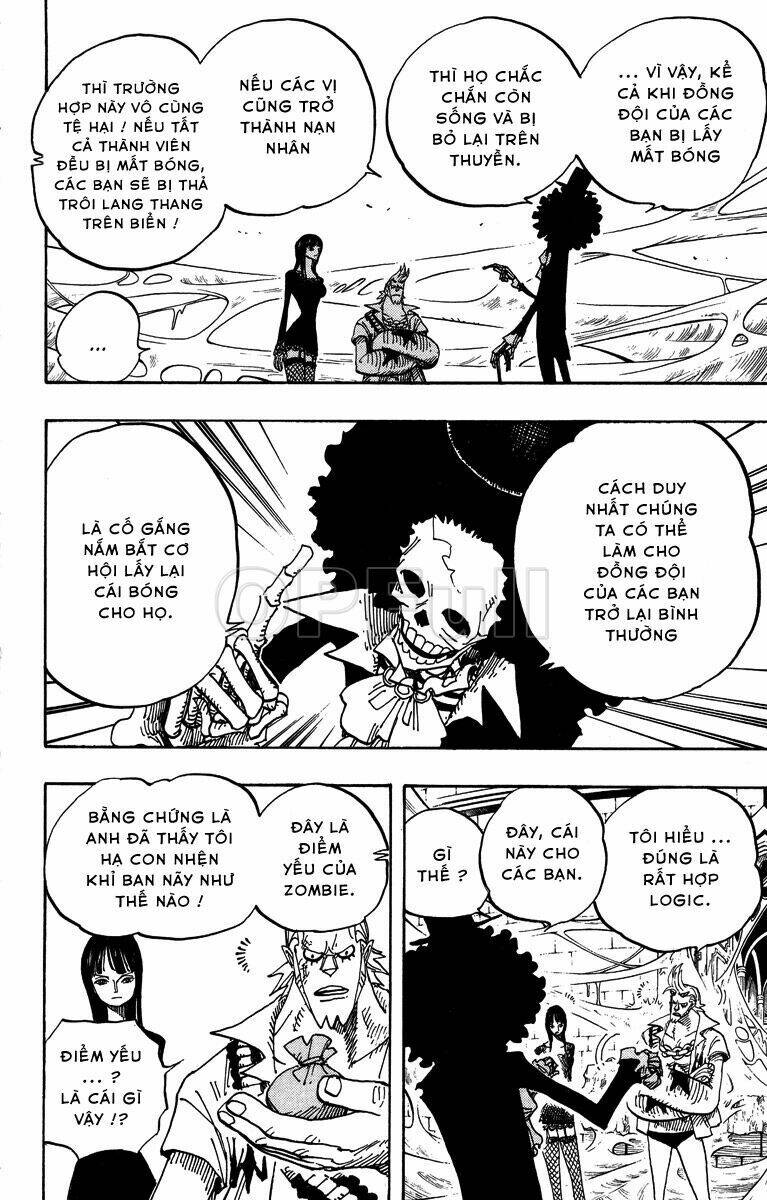 ... VÌ VẬY, KỂ
CẢ KHI ĐỒNG
ĐỘI CỦA CÁC
BẠN BỊ LẤY
MẤT BÓNG
THÌ HỌ CHẮC
CHẮN CÒN
SỐNG VÀ BỊ
BỎ LẠI TRÊN
THUYỀN.
NẾU CÁC VỊ
CŨNG TRỞ
THÀNH NẠN
NHÂN
THÌ TRƯỜNG
HỢP NÀY VÔ CÙNG
TỆ HẠI ! NẾU TẤT
CẢ THÀNH VIÊN
ĐỀU BỊ MẤT BÓNG,
CÁC BẠN SẼ BỊ THẢ
TRÔI LANG THANG
TRÊN BIỂN !
...
CÁCH DUY
NHẤT CHÚNG
TA CÓ THỂ
LÀM CHO
ĐỒNG ĐỘI
CỦA CÁC BẠN
TRỞ LẠI BÌNH
THƯỜNG
LÀ CỐ GẮNG
NẮM BẮT CƠ
HỘI LẤY LẠI
CÁI BÓNG
CHO HỌ.
OPFull
TÔI HIỂU ...
ĐÚNG LÀ
RẤT HỢP
LOGIC.
ĐÂY, CÁI
NÀY CHO
CÁC BẠN.
GÌ
THẾ ?
ĐÂY LÀ
ĐIỂM
YẾU CỦA
ZOMBIE.
BẰNG CHỨNG LÀ
ANH ĐÃ THẤY TÔI
HẠ CON NHỆN
KHỈ BAN NÃY NHƯ
THẾ NÀO !
ĐIỂM YẾU
... ?
LÀ CÁI GÌ
VẬY !?